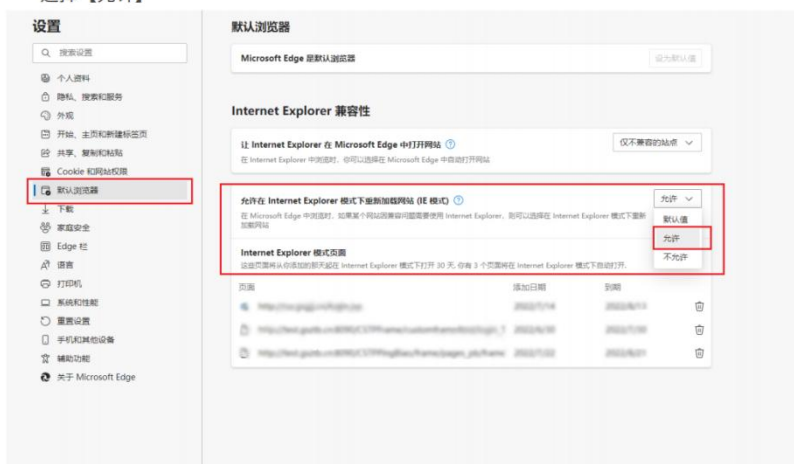 设置
搜索设置
个人资料
隐私、搜索和服务
外观
开始、主页和新建标签页
共享、复制和粘贴
Cookie 和网站权限
默认浏览器
下载
家庭安全
Edge 栏
语言
打印机
系统和性能
重置设置
手机和其他设备
辅助功能
关于 Microsoft Edge
默认浏览器
Microsoft Edge 是默认浏览器
设为默认值
Internet Explorer 兼容性
让 Internet Explorer 在 Microsoft Edge 中打开网站
仅不兼容的站点
在 Internet Explorer 中浏览时，你可以选择在 Microsoft Edge 中自动打开网站
允许在 Internet Explorer 模式下重新加载网站 (IE 模式)
允许
在 Microsoft Edge 中浏览时，如果某个网站因兼容问题需要使用 Internet Explorer，则可以选择在 Internet Explorer 模式下重新
加载网站
默认值
允许
不允许
Internet Explorer 模式页面
这些页面将从你添加的那天起在 Internet Explorer 模式下打开 30 天。你有 3 个页面将在 Internet Explorer 模式下自动打开。
页面 添加日期 到期